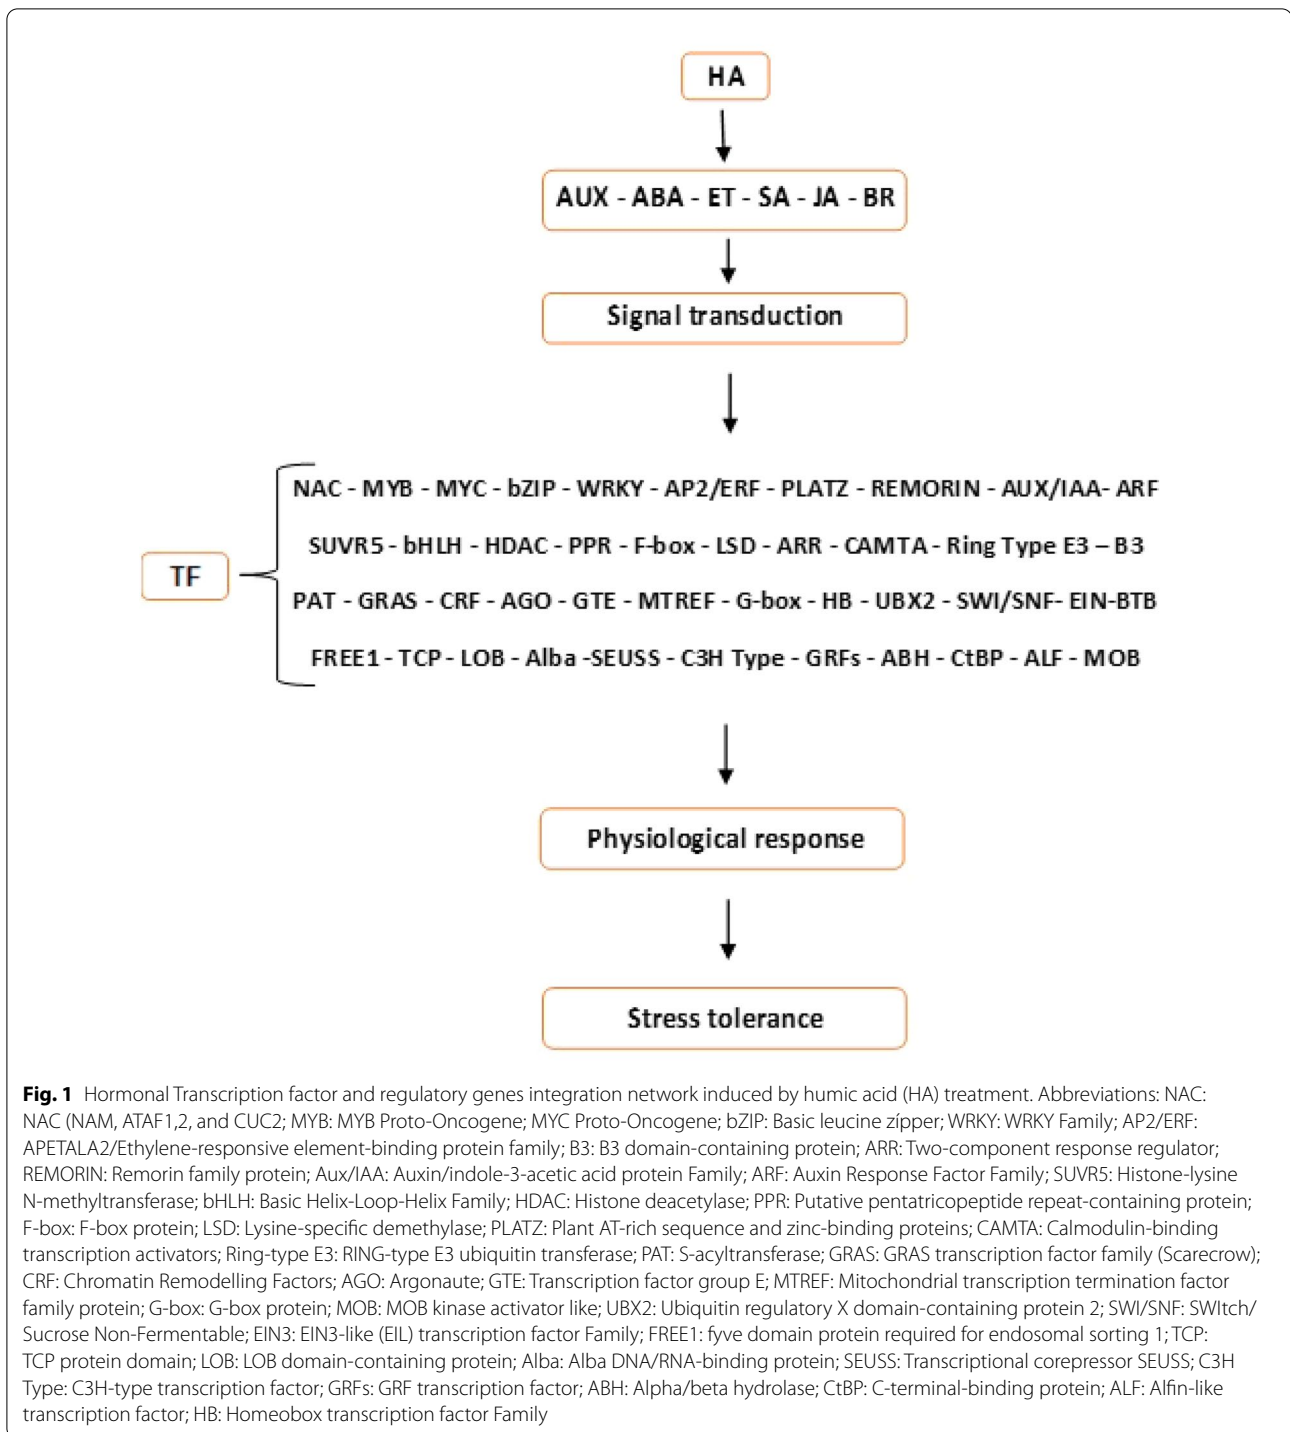 HA
AUX - ABA - ET - SA - JA - BR
Signal transduction
NAC - MYB - MYC - bZIP - WRKY - AP2/ERF - PLATZ - REMORIN - AUX/IAA- ARF
SUVR5 - bHLH - HDAC - PPR - F-box - LSD - ARR - CAMTA - Ring Type E3 – B3
TF
PAT - GRAS - CRF - AGO - GTE - MTREF - G-box - HB - UBX2 - SWI/SNF- EIN-BTB
FREE1 - TCP - LOB - Alba -SEUSS - C3H Type - GRFs - ABH - CtBP - ALF - MOB
Physiological response
Stress tolerance
Fig. 1 Hormonal Transcription factor and regulatory genes integration network induced by humic acid (HA) treatment. Abbreviations: NAC:
NAC (NAM, ATAF1,2, and CUC2; MYB: MYB Proto-Oncogene; MYC Proto-Oncogene; bZIP: Basic leucine zípper; WRKY: WRKY Family; AP2/ERF:
APETALA2/Ethylene-responsive element-binding protein family; B3: B3 domain-containing protein; ARR: Two-component response regulator;
REMORIN: Remorin family protein; Aux/IAA: Auxin/indole-3-acetic acid protein Family; ARF: Auxin Response Factor Family; SUVR5: Histone-lysine
N-methyltransferase; bHLH: Basic Helix-Loop-Helix Family; HDAC: Histone deacetylase; PPR: Putative pentatricopeptide repeat-containing protein;
F-box: F-box protein; LSD: Lysine-specific demethylase; PLATZ: Plant AT-rich sequence and zinc-binding proteins; CAMTA: Calmodulin-binding
transcription activators; Ring-type E3: RING-type E3 ubiquitin transferase; PAT: S-acyltransferase; GRAS: GRAS transcription factor family (Scarecrow);
CRF: Chromatin Remodelling Factors; AGO: Argonaute; GTE: Transcription factor group E; MTREF: Mitochondrial transcription termination factor
family protein; G-box: G-box protein; MOB: MOB kinase activator like; UBX2: Ubiquitin regulatory X domain-containing protein 2; SWI/SNF: SWItch/
Sucrose Non-Fermentable; EIN3: EIN3-like (EIL) transcription factor Family; FREE1: fyve domain protein required for endosomal sorting 1; TCP:
TCP protein domain; LOB: LOB domain-containing protein; Alba: Alba DNA/RNA-binding protein; SEUSS: Transcriptional corepressor SEUSS; C3H
Type: C3H-type transcription factor; GRFs: GRF transcription factor; ABH: Alpha/beta hydrolase; CtBP: C-terminal-binding protein; ALF: Alfin-like
transcription factor; HB: Homeobox transcription factor Family